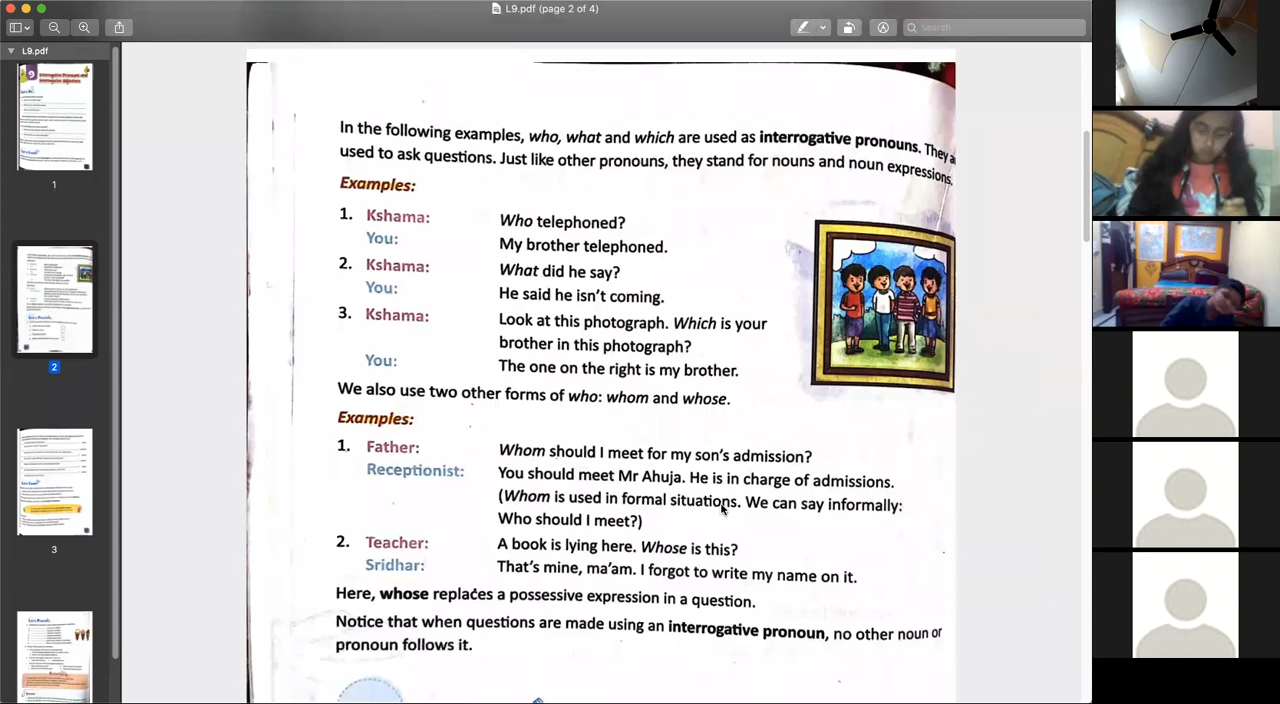 L9.pdf (page 2 of 4)
Search
L9.pdf
9 Interrogative Pronouns and
Interrogative Adjectives
1
2
3
In the following examples, who, what and which are used as interrogative pronouns. They a
used to ask questions. Just like other pronouns, they stand for nouns and noun expressions.
Examples:
1. Kshama: Who telephoned?
You: My brother telephoned.
2. Kshama: What did he say?
You: He said he isn't coming.
3. Kshama: Look at this photograph. Which is your
brother in this photograph?
You: The one on the right is my brother.
We also use two other forms of who: whom and whose.
Examples:
1. Father: Whom should I meet for my son's admission?
Receptionist: You should meet Mr Ahuja. He is in charge of admissions.
(Whom is used in formal situations. We can say informally:
Who should I meet?)
2. Teacher: A book is lying here. Whose is this?
Sridhar: That's mine, ma'am. I forgot to write my name on it.
Here, whose replaces a possessive expression in a question.
Notice that when questions are made using an interrogative pronoun, no other noun or
pronoun follows it.